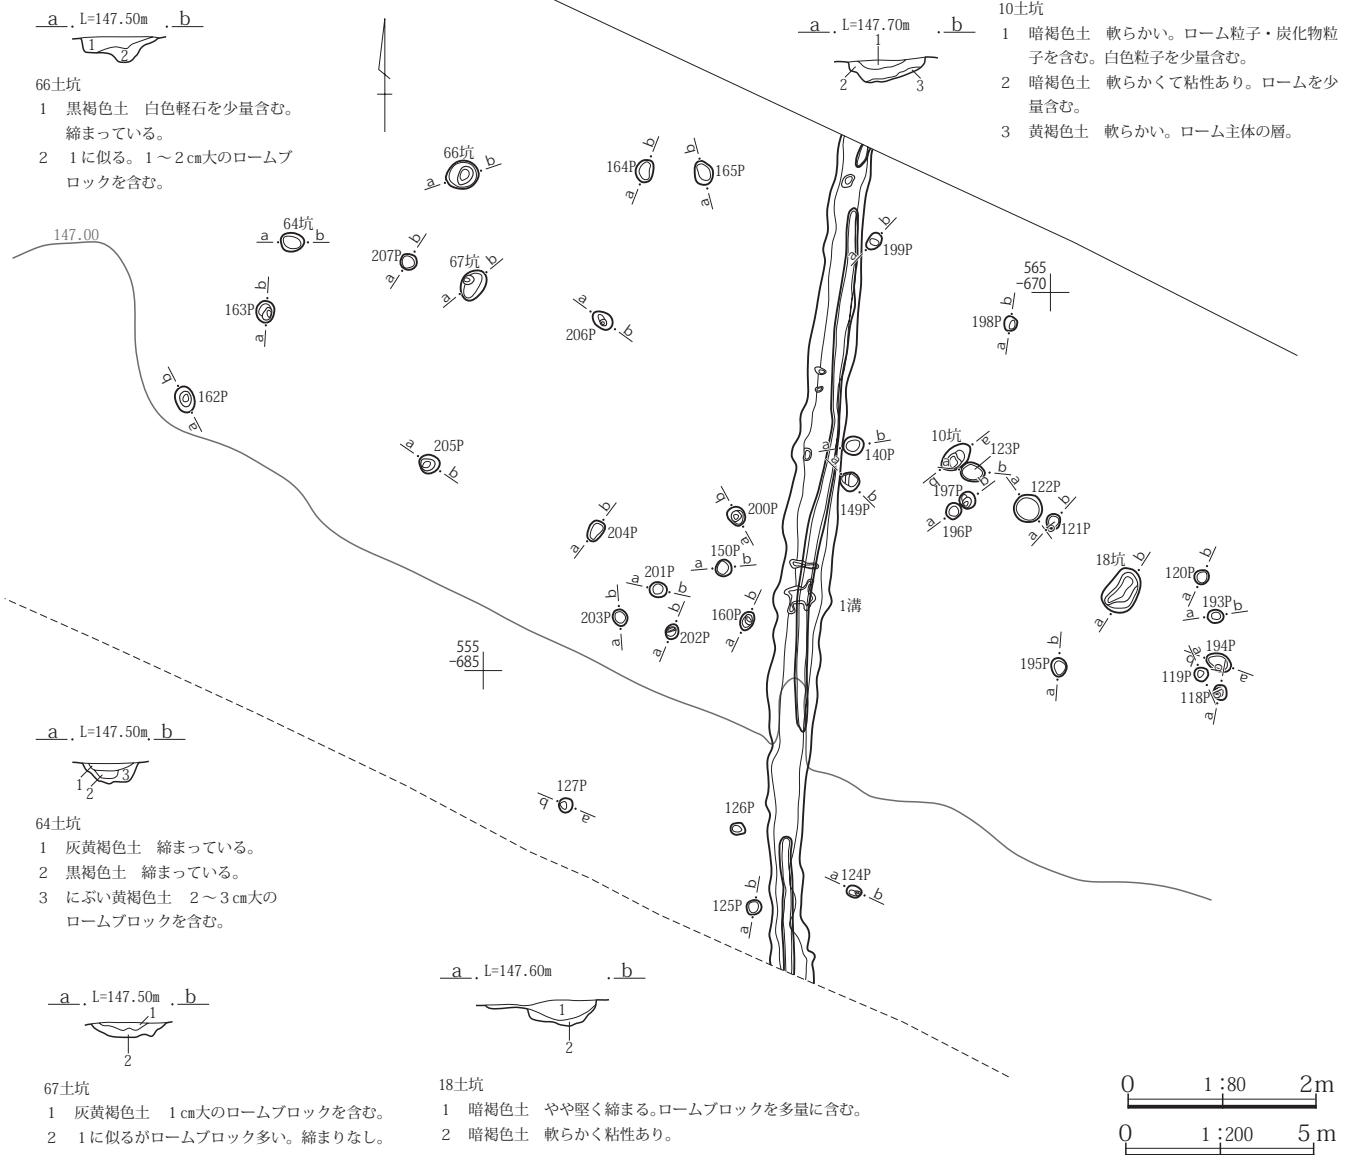 a L=147.50m b
1
2
66土坑
1 黒褐色土 白色軽石を少量含む。
締まっている。
2 1に似る。1〜2㎝大のロームブ
ロックを含む。
a L=147.70m b
1
2 3
10土坑
1 暗褐色土 軟らかい。ローム粒子・炭化物粒
子を含む。白色粒子を少量含む。
2 暗褐色土 軟らかくて粘性あり。ロームを少
量含む。
3 黄褐色土 軟らかい。ローム主体の層。
66坑 a b
164P a b
165P a b
64坑 a b
147.00
207P a b
67坑 a b
199P a b
565
-670
163P a b
206P a b
198P a b
162P a b
205P a b
140P a b
10坑 a b
123P a b
149P a b
197P b
196P a
122P a a
121P b a
200P a b
204P a b
150P a b
18坑 a b
120P a b
201P a b
193P a b
203P a b
202P a b
160P a b
1溝
555
-685
195P a b
194P a a
119P b
118P a a
127P a b
126P
124P a b
125P a b
a L=147.50m b
1 3
2
64土坑
1 灰黄褐色土 締まっている。
2 黒褐色土 締まっている。
3 にぶい黄褐色土 2〜3㎝大の
ロームブロックを含む。
a L=147.50m b
1
2
67土坑
1 灰黄褐色土 1㎝大のロームブロックを含む。
2 1に似るがロームブロック多い。締まりなし。
a L=147.60m b
1
2
18土坑
1 暗褐色土 やや堅く締まる。ロームブロックを多量に含む。
2 暗褐色土 軟らかく粘性あり。
0 1:80 2m
0 1:200 5m